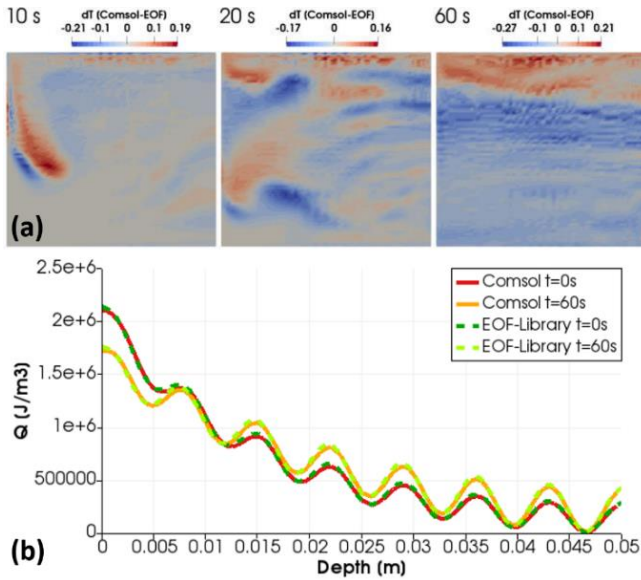 10 s
dT (Comsol-EOF)
-0.21 -0.1 0.1 0.19
20 s
dT (Comsol-EOF)
-0.17 0.16
60 s
dT (Comsol-EOF)
-0.27 -0.1 0.1 0.21
(a)
2.5e+6
2e+6
1.5e+6
1e+6
500000
0
Q (J/m3)
Comsol t=0s
Comsol t=60s
EOF-Library t=0s
EOF-Library t=60s
0 0.005 0.01 0.015 0.02 0.025 0.03 0.035 0.04 0.045 0.05
Depth (m)
(b)